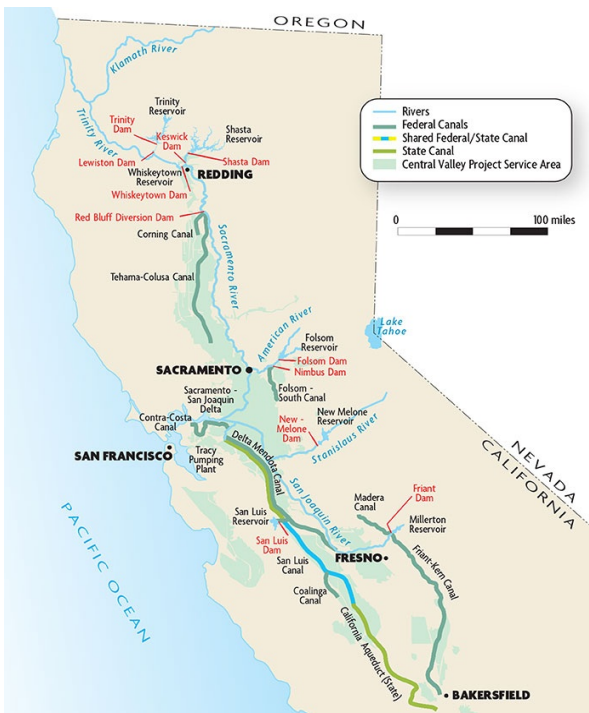 OREGON
Klamath River
Trinity River
Trinity
Reservoir
Trinity
Dam
Keswick
Dam
Shasta
Reservoir
Lewiston Dam
Shasta Dam
Whiskeytown
Reservoir
REDDING
Whiskeytown Dam
Red Bluff Diversion Dam
Corning Canal
Sacramento River
Tehama-Colusa Canal
Rivers
Federal Canals
Shared Federal/State Canal
State Canal
Central Valley Project Service Area
0
100 miles
American River
Lake
Tahoe
Folsom
Reservoir
Folsom Dam
Nimbus Dam
SACRAMENTO
Folsom -
South Canal
Sacramento -
San Joaquin
Delta
Contra-Costa
Canal
New -
Melone
Dam
New Melone
Reservoir
Stanislaus River
SAN FRANCISCO
Tracy
Pumping
Plant
Delta Mendota Canal
San Joaquin River
NEVADA
CALIFORNIA
Madera
Canal
Friant
Dam
Millerton
Reservoir
San Luis
Reservoir
San Luis
Dam
San Luis
Canal
FRESNO
Friant-Kern Canal
Coalinga
Canal
California Aqueduct (State)
PACIFIC OCEAN
BAKERSFIELD